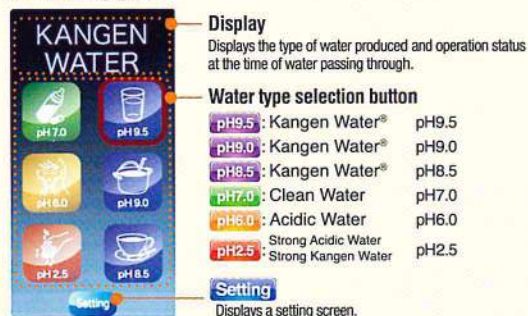 KANGEN
WATER
pH 7.0
pH 9.5
pH 6.0
pH 9.0
pH 2.5
pH 8.5
Setting
Display
Displays the type of water produced and operation status
at the time of water passing through.
Water type selection button
pH9.5 : Kangen Water® pH9.5
pH9.0 : Kangen Water® pH9.0
pH8.5 : Kangen Water® pH8.5
pH7.0 : Clean Water pH7.0
pH6.0 : Acidic Water pH6.0
pH2.5 : Strong Acidic Water
Strong Kangen Water pH2.5
Setting
Displays a setting screen.